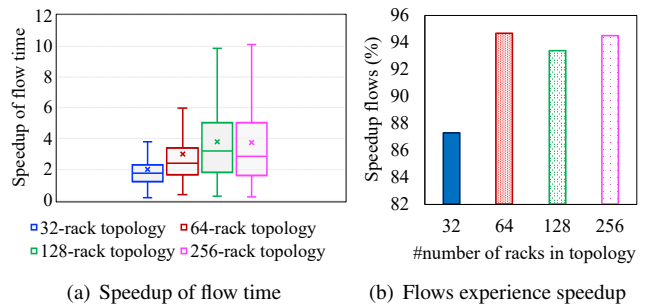 Speedup of flow time
12
10
8
6
4
2
0
32-rack topology
64-rack topology
128-rack topology
256-rack topology
(a) Speedup of flow time
Speedup flows (%)
96
94
92
90
88
86
84
82
32 64 128 256
#number of racks in topology
(b) Flows experience speedup